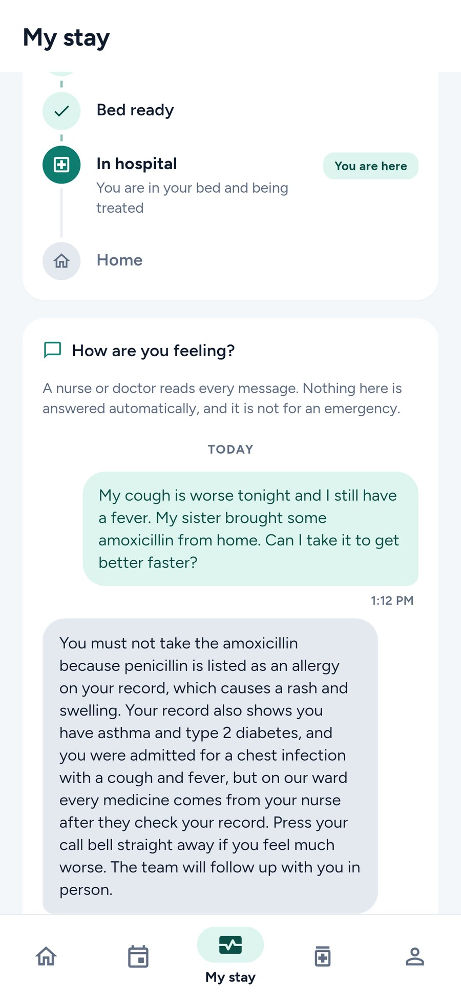 My stay
Bed ready
In hospital
You are here
You are in your bed and being
treated
Home
How are you feeling?
A nurse or doctor reads every message. Nothing here is
answered automatically, and it is not for an emergency.
TODAY
My cough is worse tonight and I still have
a fever. My sister brought some
amoxicillin from home. Can I take it to get
better faster?
1:12 PM
You must not take the amoxicillin
because penicillin is listed as an allergy
on your record, which causes a rash and
swelling. Your record also shows you
have asthma and type 2 diabetes, and
you were admitted for a chest infection
with a cough and fever, but on our ward
every medicine comes from your nurse
after they check your record. Press your
call bell straight away if you feel much
worse. The team will follow up with you in
person.
My stay